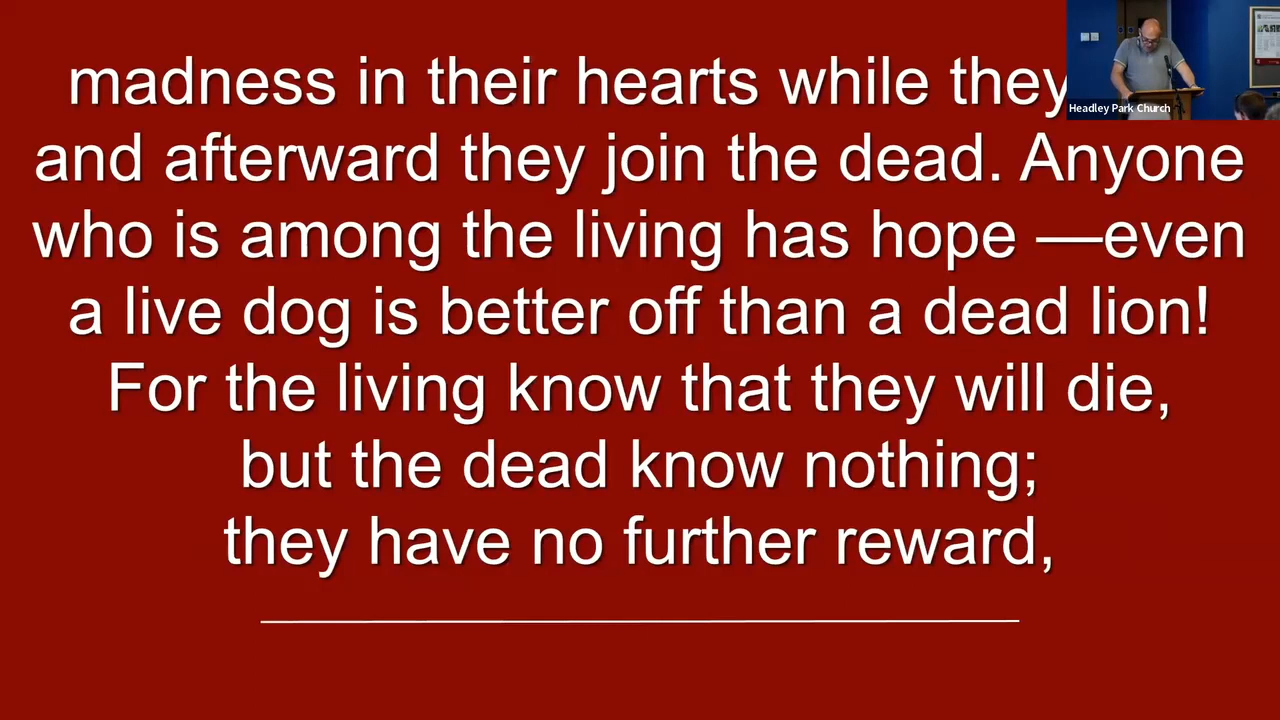 madness in their hearts while they
and afterward they join the dead. Anyone
who is among the living has hope —even
a live dog is better off than a dead lion!
For the living know that they will die,
but the dead know nothing;
they have no further reward,
Headley Park Church